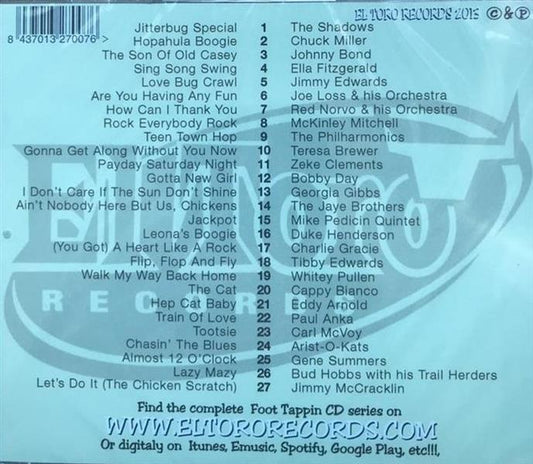 8 437013 270076 >
EL TORO RECORDS 2015 © & ℗
Jitterbug Special 1 The Shadows
Hopahula Boogie 2 Chuck Miller
The Son Of Old Casey 3 Johnny Bond
Sing Song Swing 4 Ella Fitzgerald
Love Bug Crawl 5 Jimmy Edwards
Are You Having Any Fun 6 Joe Loss & his Orchestra
How Can I Thank You 7 Red Norvo & his Orchestra
Rock Everybody Rock 8 McKinley Mitchell
Teen Town Hop 9 The Philharmonics
Gonna Get Along Without You Now 10 Teresa Brewer
Payday Saturday Night 11 Zeke Clements
Gotta New Girl 12 Bobby Day
I Don't Care If The Sun Don't Shine 13 Georgia Gibbs
Ain't Nobody Here But Us, Chickens 14 The Jaye Brothers
Jackpot 15 Mike Pedicin Quintet
Leona's Boogie 16 Duke Henderson
(You Got) A Heart Like A Rock 17 Charlie Gracie
Flip, Flop And Fly 18 Tibby Edwards
Walk My Way Back Home 19 Whitey Pullen
The Cat 20 Cappy Bianco
Hep Cat Baby 21 Eddy Arnold
Train Of Love 22 Paul Anka
Tootsie 23 Carl McVoy
Chasin' The Blues 24 Arist-O-Kats
Almost 12 O'Clock 25 Gene Summers
Lazy Mazy 26 Bud Hobbs with his Trail Herders
Let's Do It (The Chicken Scratch) 27 Jimmy McCracklin
El Toro
RECORDS
®
Find the complete Foot Tappin CD series on
WWW.ELTORORECORDS.COM
Or digitaly on Itunes, Emusic, Spotify, Google Play, etc!!!,